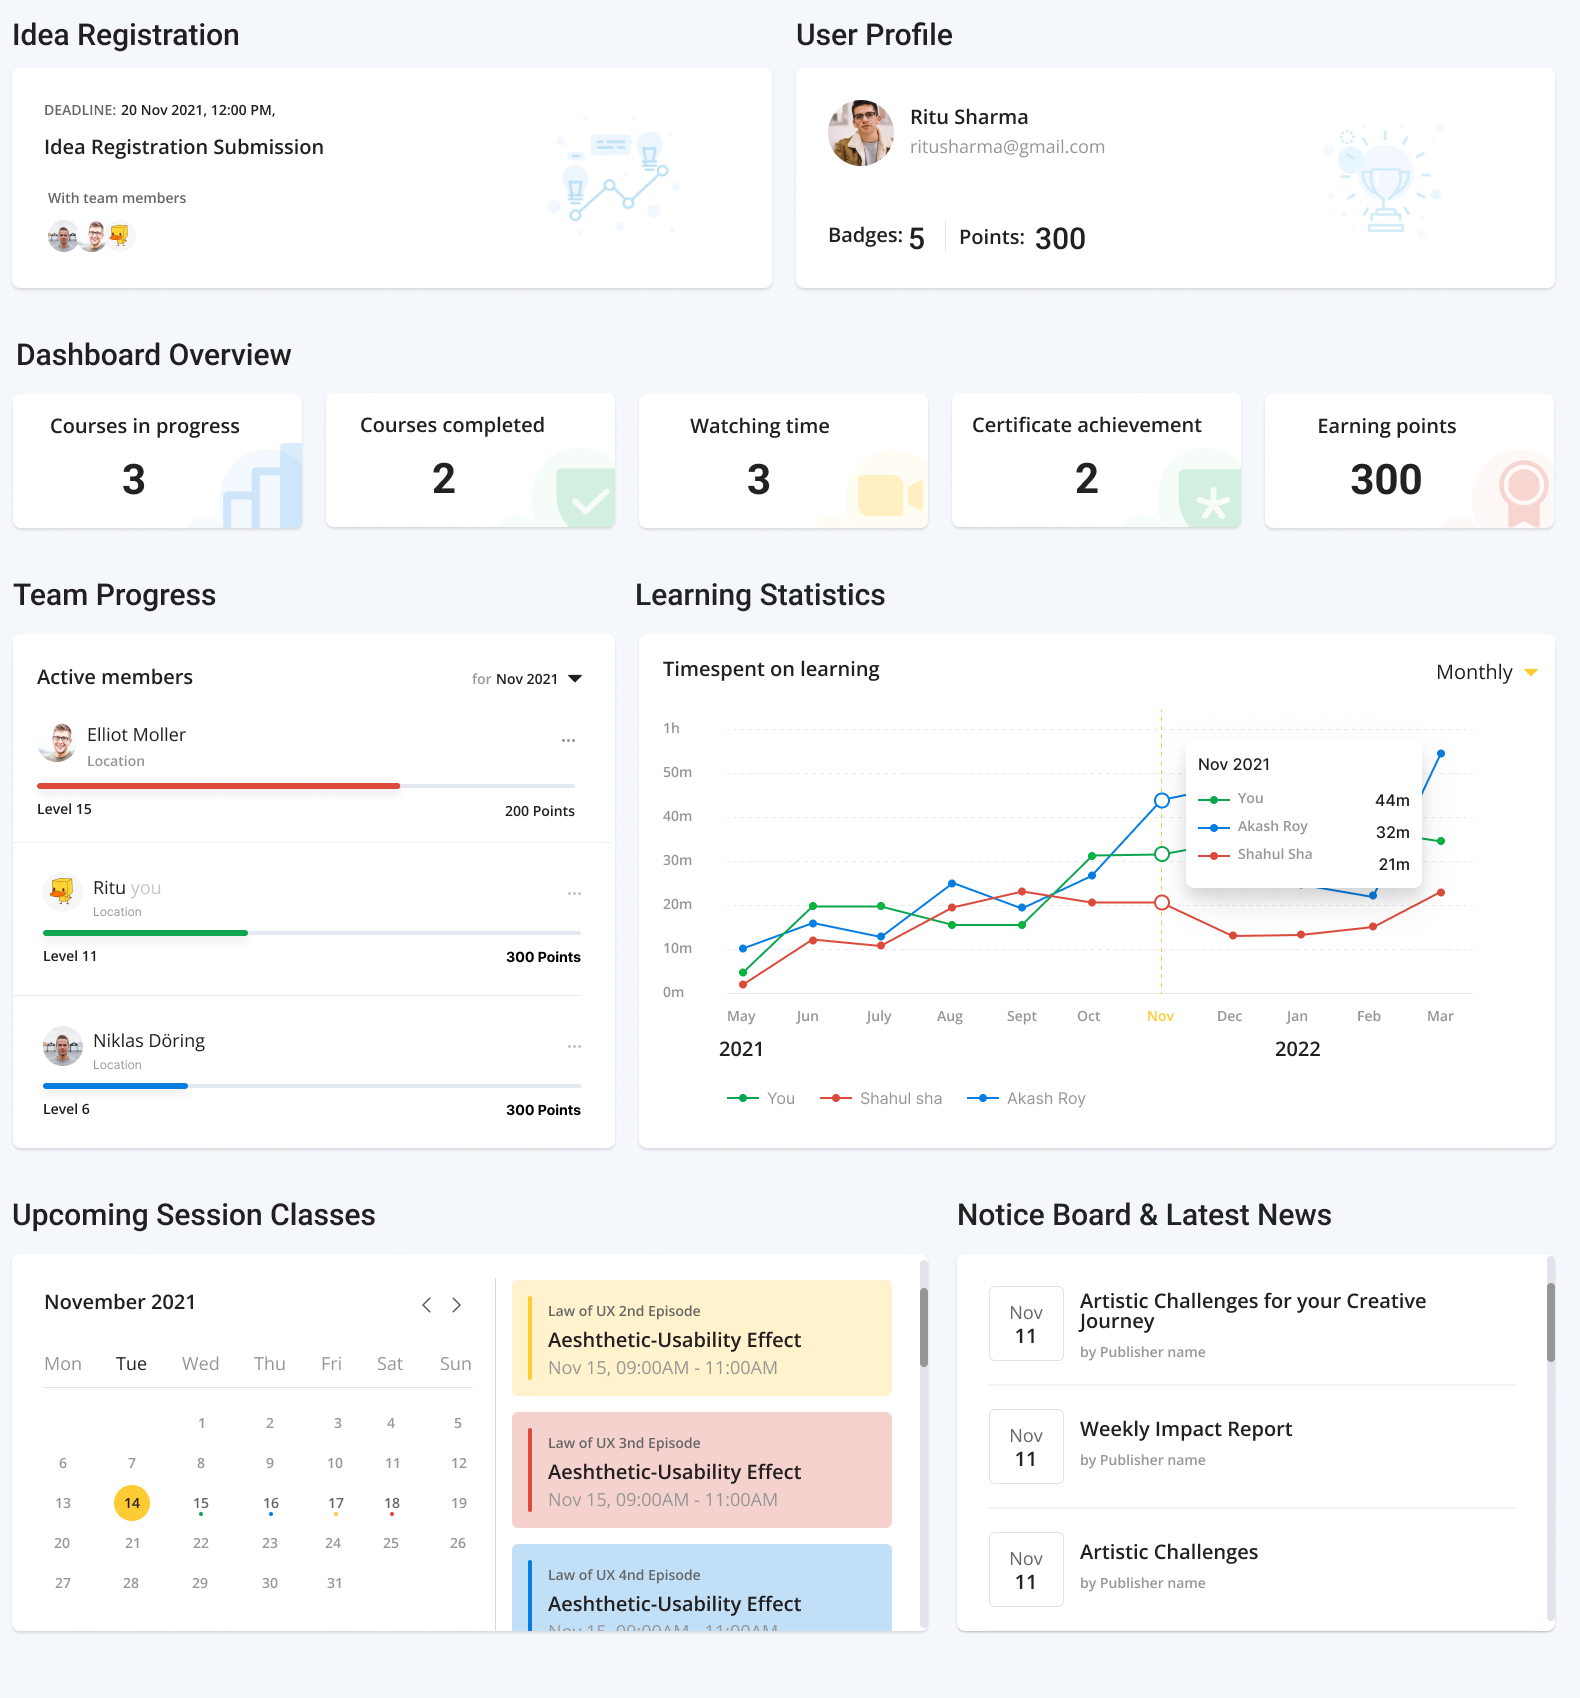 Idea Registration
DEADLINE: 20 Nov 2021, 12:00 PM,
Idea Registration Submission
With team members
User Profile
Ritu Sharma
ritusharma@gmail.com
Badges: 5
Points: 300
Dashboard Overview
Courses in progress
3
Courses completed
2
Watching time
3
Certificate achievement
2
Earning points
300
Team Progress
Active members
for Nov 2021
Elliot Moller
Location
Level 15
200 Points
Ritu you
Location
Level 11
300 Points
Niklas Döring
Location
Level 6
300 Points
Learning Statistics
Timespent on learning
Monthly
1h
50m
40m
30m
20m
10m
0m
Nov 2021
You 44m
Akash Roy 32m
Shahul Sha 21m
May Jun July Aug Sept Oct Nov Dec Jan Feb Mar
2021 2022
You Shahul sha Akash Roy
Upcoming Session Classes
November 2021
Mon Tue Wed Thu Fri Sat Sun
1 2 3 4 5
6 7 8 9 10 11 12
13 14 15 16 17 18 19
20 21 22 23 24 25 26
27 28 29 30 31
Law of UX 2nd Episode
Aeshthetic-Usability Effect
Nov 15, 09:00AM - 11:00AM
Law of UX 3nd Episode
Aeshthetic-Usability Effect
Nov 15, 09:00AM - 11:00AM
Law of UX 4nd Episode
Aeshthetic-Usability Effect
Nov 15, 09:00AM - 11:00AM
Notice Board & Latest News
Nov
11
Artistic Challenges for your Creative
Journey
by Publisher name
Nov
11
Weekly Impact Report
by Publisher name
Nov
11
Artistic Challenges
by Publisher name